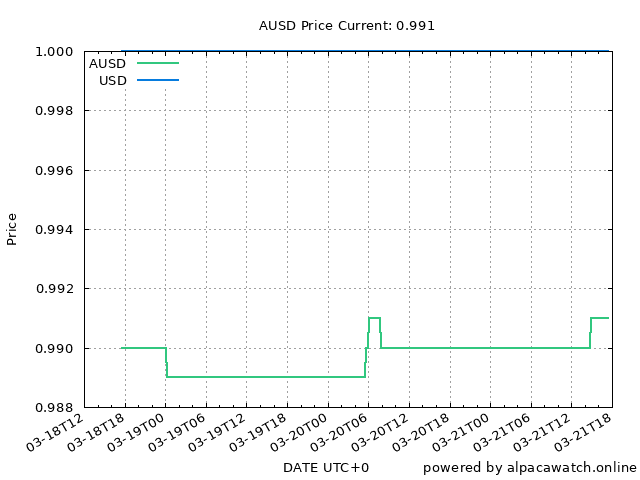 AUSD Price Current: 0.991
1.000
AUSD
USD
0.998
0.996
0.994
Price
0.992
0.990
0.988
03-18T12 03-18T18 03-19T00 03-19T06 03-19T12 03-19T18 03-20T00 03-20T06 03-20T12 03-20T18 03-21T00 03-21T06 03-21T12 03-21T18
DATE UTC+0
powered by alpacawatch.online